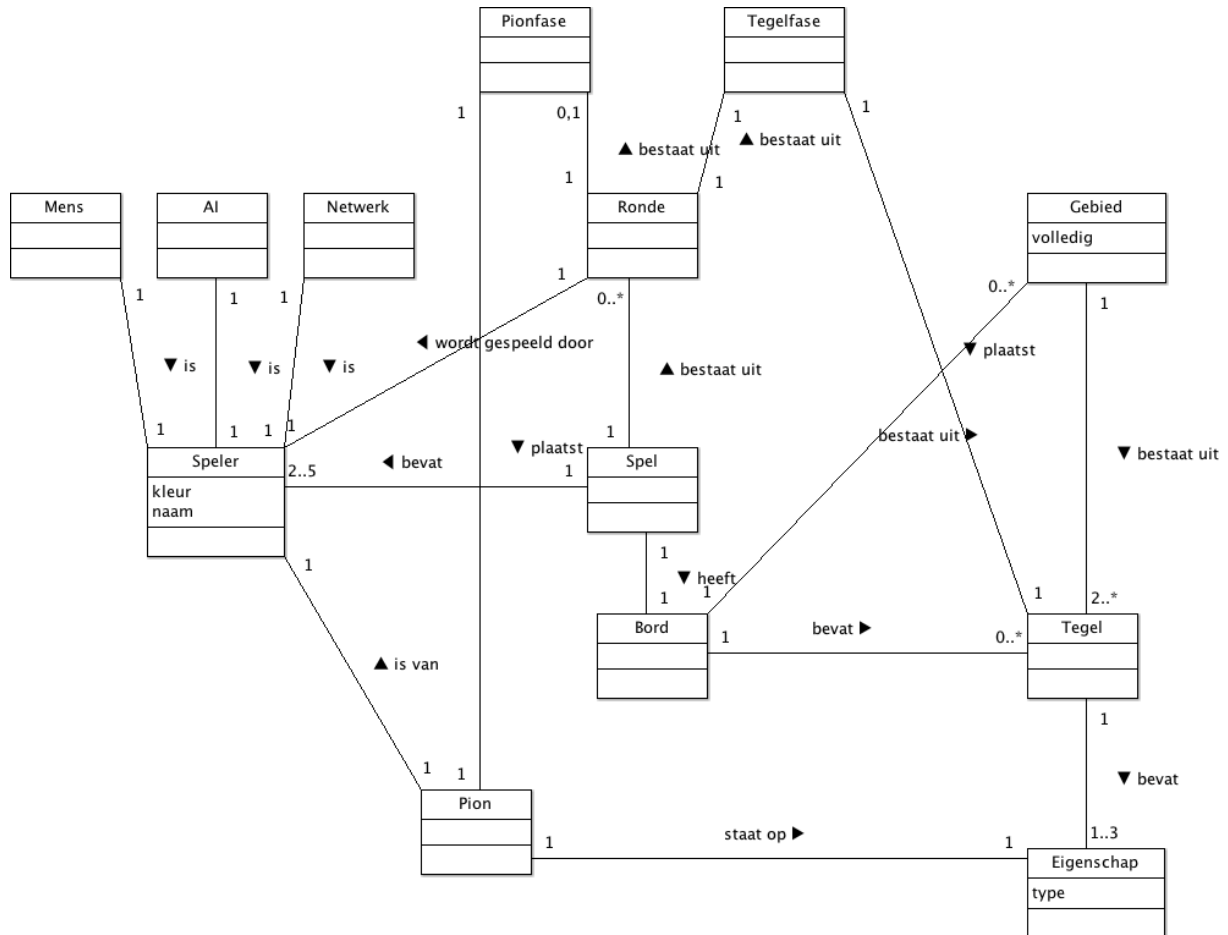 Pionfase
Tegelfase
1
0,1
1
1
▲ bestaat uit
▲ bestaat uit
1
1
Mens
AI
Netwerk
Ronde
Gebied
volledig
1
1
1
1
0..*
0..*
1
◄ wordt gespeeld door
▼ plaatst
▼ is
▼ is
▼ is
▲ bestaat uit
1
1
1
1
1
bestaat uit ►
▼ plaatst
▼ bestaat uit
Speler
2..5
◄ bevat
1
Spel
kleur
naam
1
1
▼ heeft
1
1
1
2..*
Bord
1
bevat ►
0..*
Tegel
▲ is van
1
1
1
▼ bevat
Pion
1
staat op ►
1
1..3
Eigenschap
type